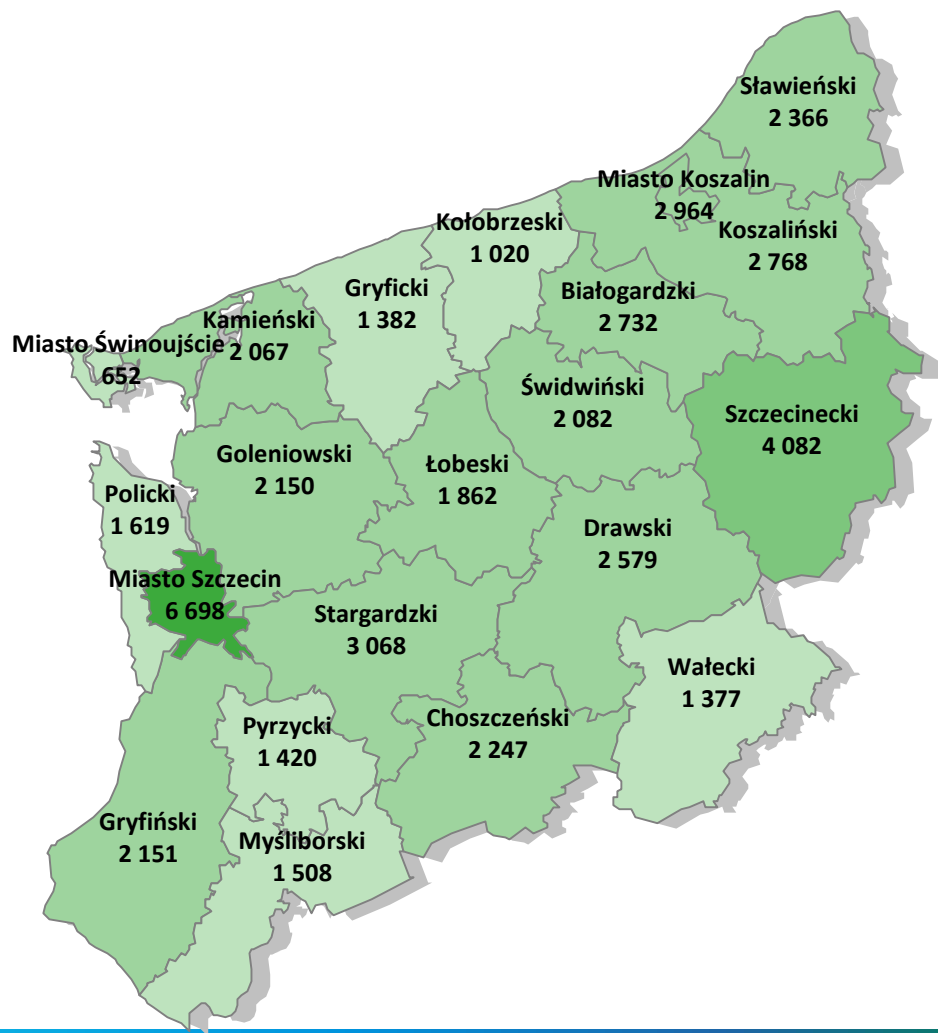 Sławieński
2 366
Miasto Koszalin
2 964
Koszaliński
2 768
Kołobrzeski
1 020
Gryficki
1 382
Białogardzki
2 732
Kamieński
2 067
Miasto Świnoujście
652
Świdwiński
2 082
Szczecinecki
4 082
Goleniowski
2 150
Łobeski
1 862
Policki
1 619
Drawski
2 579
Miasto Szczecin
6 698
Stargardzki
3 068
Wałecki
1 377
Pyrzycki
1 420
Choszczeński
2 247
Gryfiński
2 151
Myśliborski
1 508